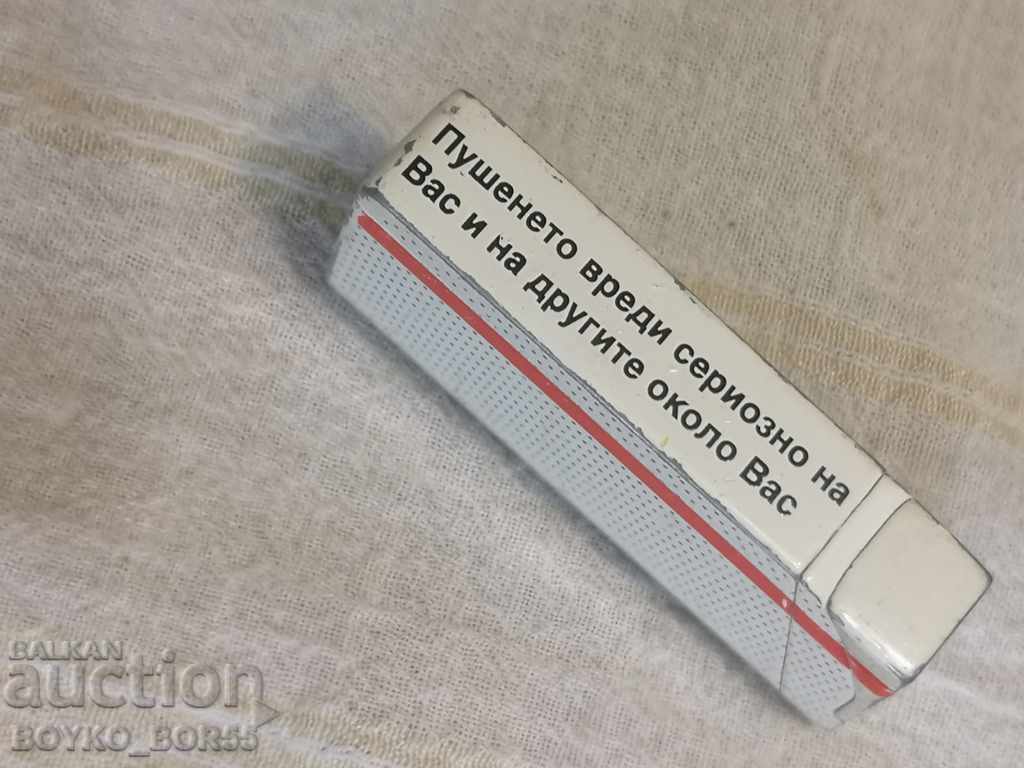 Пушенето вреди сериозно на
Вас и на другите около Вас
BALKAN
auction
BOYKO_BOR55